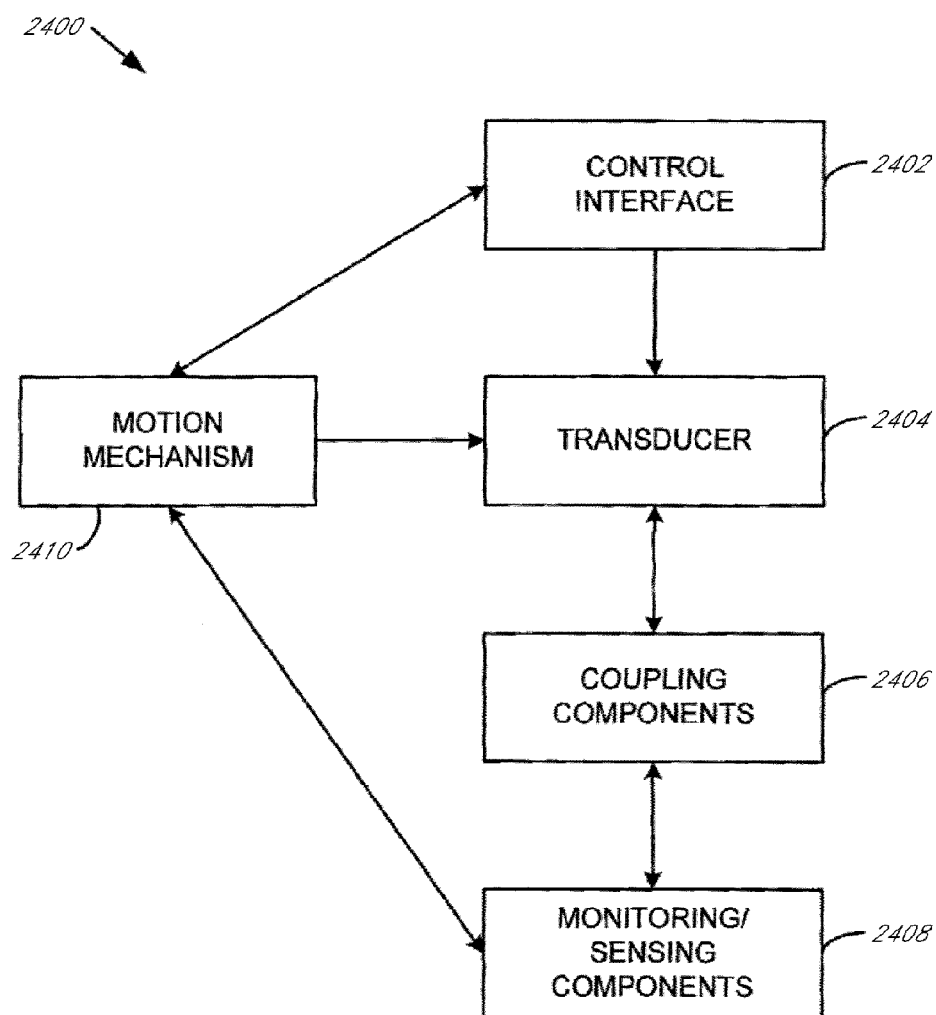 2400
CONTROL
INTERFACE
2402
MOTION
MECHANISM
2410
TRANSDUCER
2404
COUPLING
COMPONENTS
2406
MONITORING/
SENSING
COMPONENTS
2408